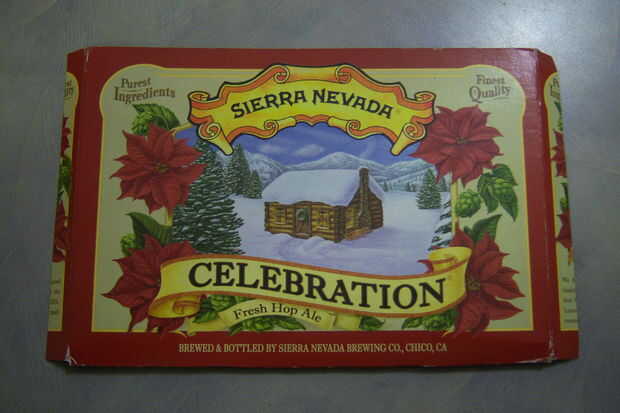 Purest
Ingredients
Finest
Quality
SIERRA NEVADA
CELEBRATION
Fresh Hop Ale
BREWED & BOTTLED BY SIERRA NEVADA BREWING CO., CHICO, CA